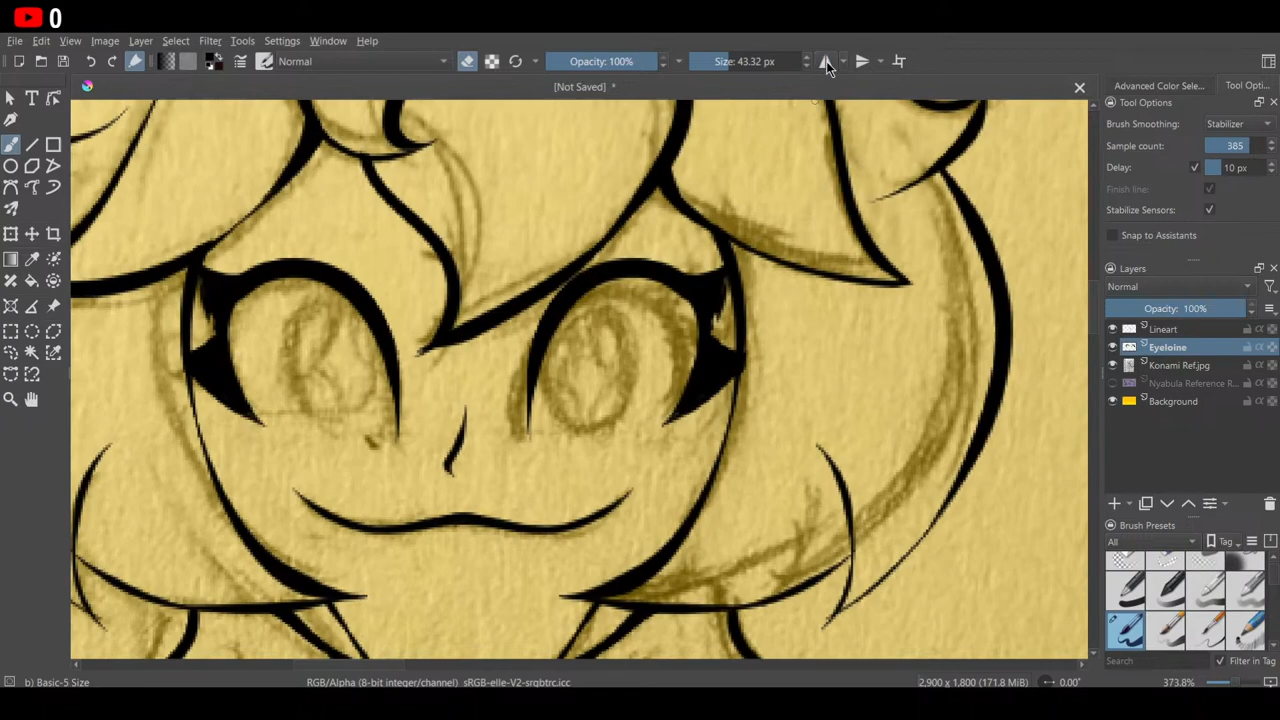 0
File Edit View Image Layer Select Filter Tools Settings Window Help
Normal Opacity: 100% Size: 43.32 px
[Not Saved] *
Advanced Color Sele... Tool Opti...
Tool Options
Brush Smoothing: Stabilizer
Sample count: 385
Delay: 10 px
Finish line:
Stabilize Sensors:
Snap to Assistants
Layers
Normal
Opacity: 100%
Lineart
Eyeloine
Konami Ref.jpg
Nyabula Reference R...
Background
Brush Presets
All Tag
Search Filter in Tag
b) Basic-5 Size RGB/Alpha (8-bit integer/channel) sRGB-elle-V2-srgbtrc.icc 2,900 x 1,800 (171.8 MiB) 0.00° 373.8%